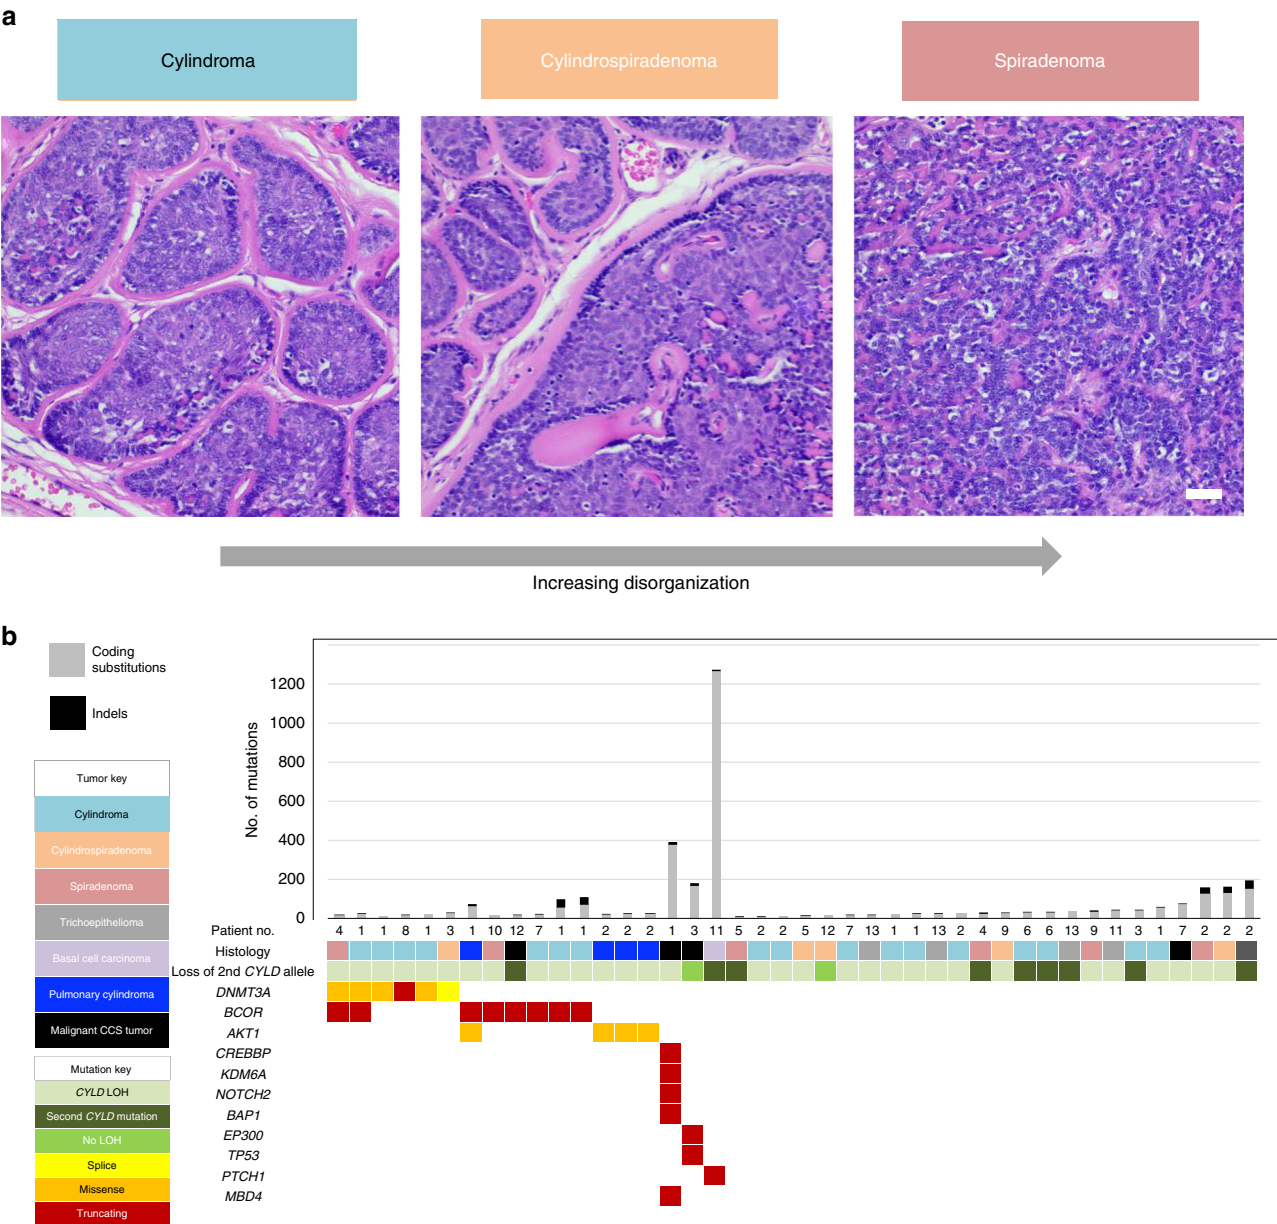 a
Cylindroma
Cylindrospiradenoma
Spiradenoma
Increasing disorganization
b
Coding
substitutions
Indels
Tumor key
Cylindroma
Cylindrospiradenoma
Spiradenoma
Trichoepithelioma
Basal cell carcinoma
Pulmonary cylindroma
Malignant CCS tumor
Mutation key
CYLD LOH
Second CYLD mutation
No LOH
Splice
Missense
Truncating
No. of mutations
1200
1000
800
600
400
200
0
Patient no. 4 1 1 8 1 3 1 10 12 7 1 1 2 2 2 1 3 11 5 2 2 5 12 7 13 1 1 13 2 4 9 6 6 13 9 11 3 1 7 2 2 2
Histology
Loss of 2nd CYLD allele
DNMT3A
BCOR
AKT1
CREBBP
KDM6A
NOTCH2
BAP1
EP300
TP53
PTCH1
MBD4